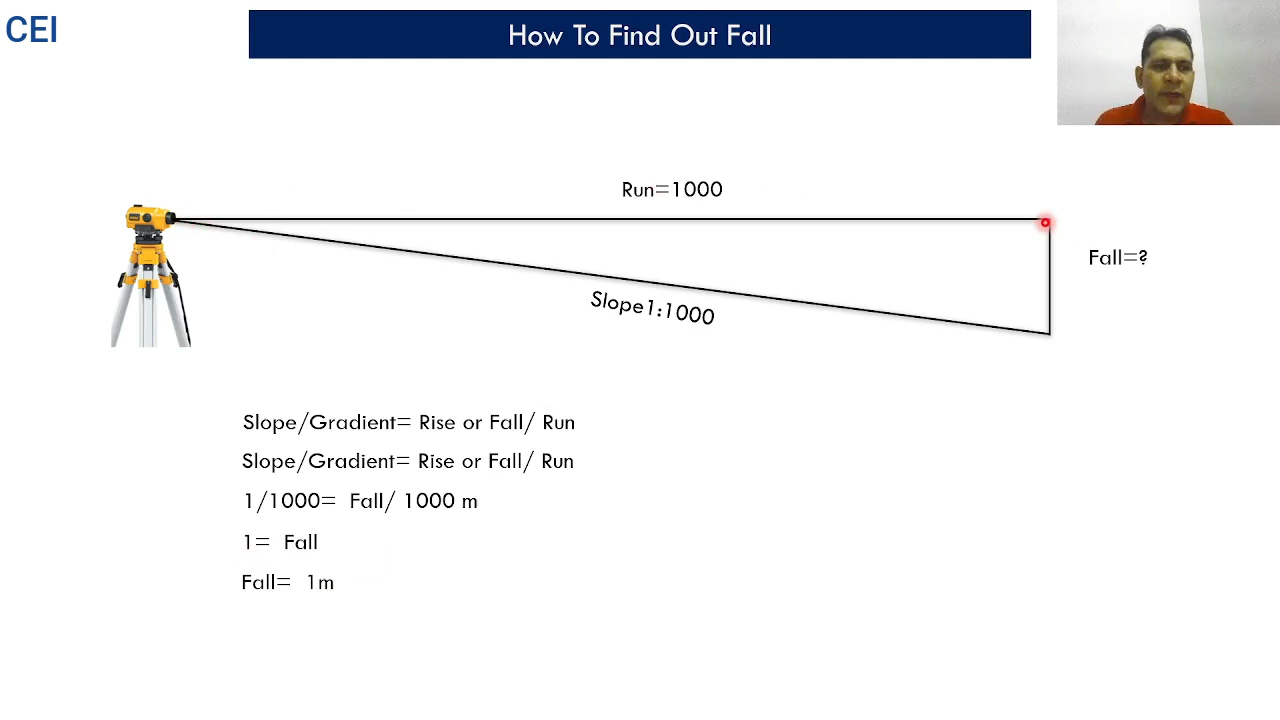 CEI
How To Find Out Fall
Run=1000
Fall=?
Slope1:1000
Slope/Gradient= Rise or Fall/ Run
Slope/Gradient= Rise or Fall/ Run
1/1000= Fall/ 1000 m
1= Fall
Fall= 1m